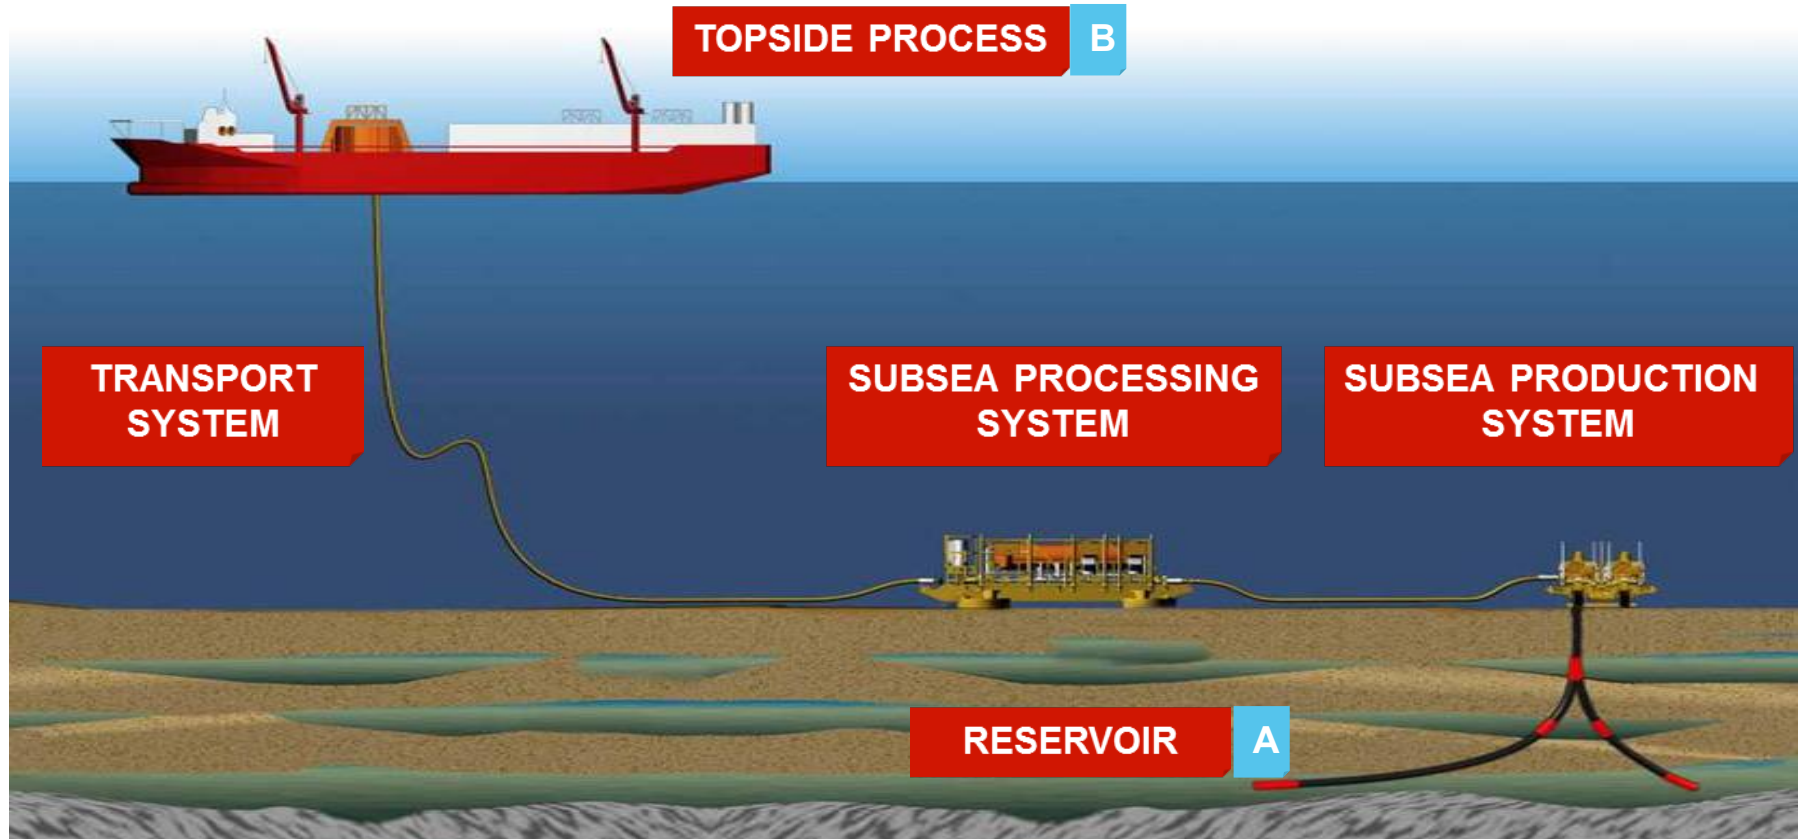 TOPSIDE PROCESS B
TRANSPORT
SYSTEM
SUBSEA PROCESSING
SYSTEM
SUBSEA PRODUCTION
SYSTEM
RESERVOIR A